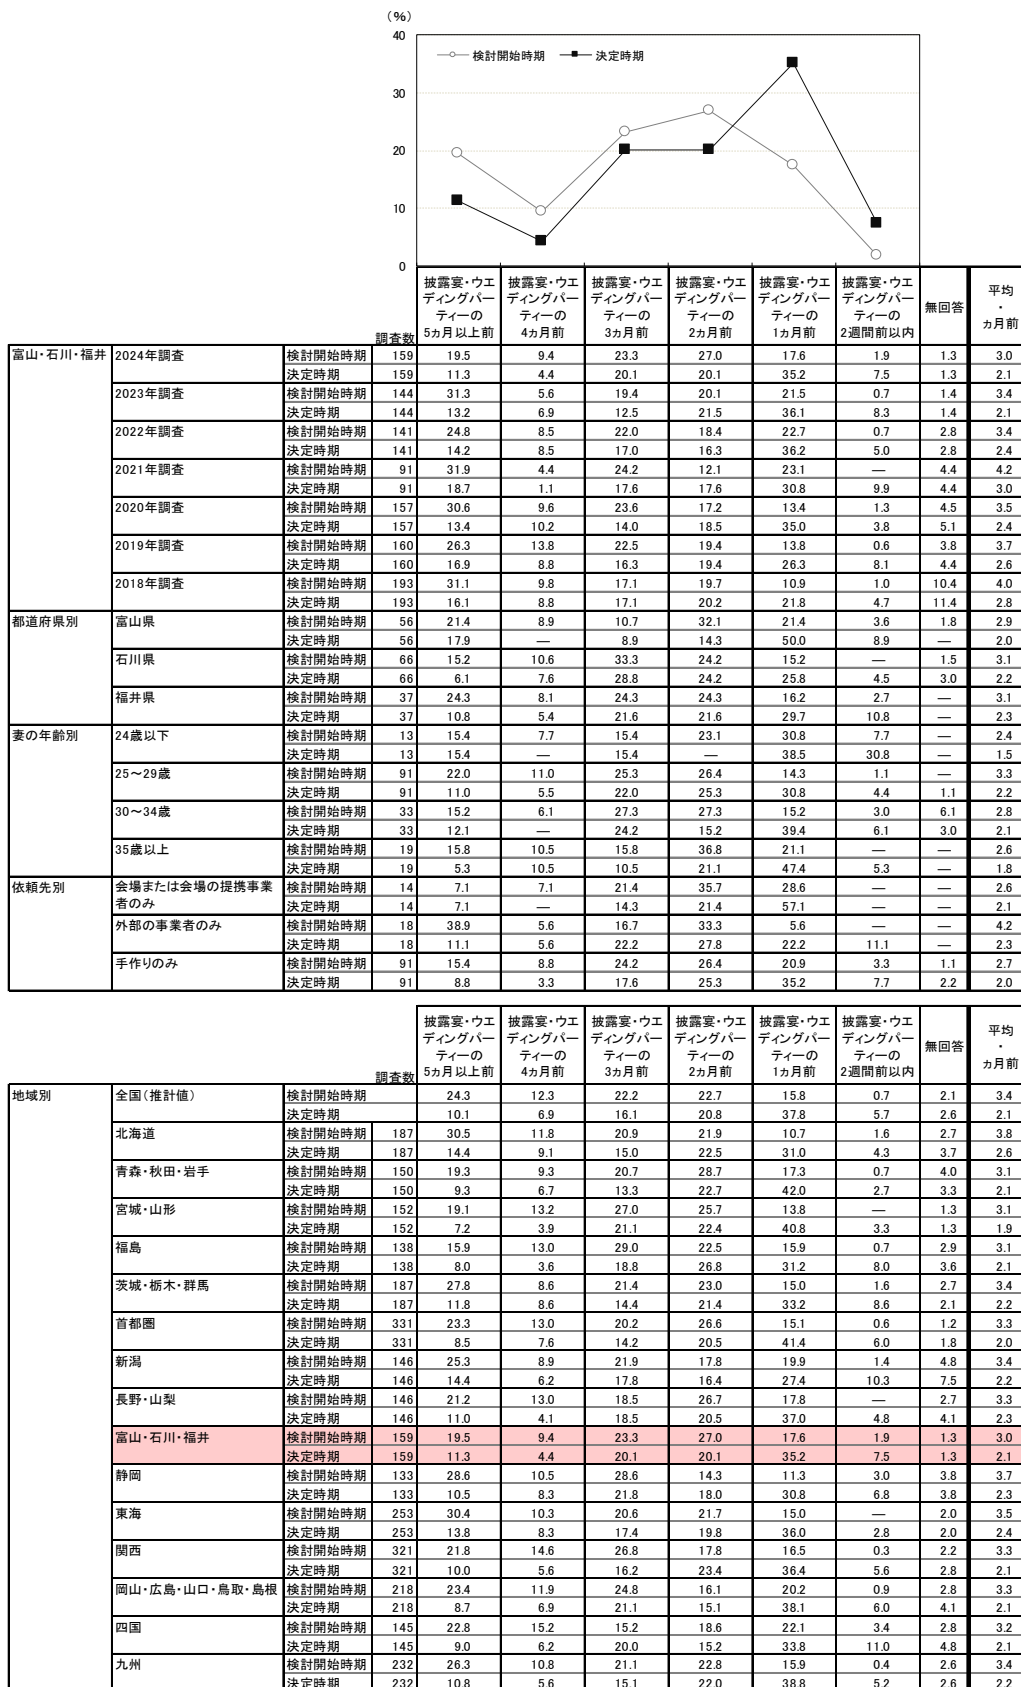 (%)
40
30
20
10
0
検討開始時期 決定時期
調査数 披露宴・ウエディングパーティーの5ヵ月以上前 披露宴・ウエディングパーティーの4ヵ月前 披露宴・ウエディングパーティーの3ヵ月前 披露宴・ウエディングパーティーの2ヵ月前 披露宴・ウエディングパーティーの1ヵ月前 披露宴・ウエディングパーティーの2週間前以内 無回答 平均・ヵ月前
富山・石川・福井 2024年調査 検討開始時期 159 19.5 9.4 23.3 27.0 17.6 1.9 1.3 3.0
決定時期 159 11.3 4.4 20.1 20.1 35.2 7.5 1.3 2.1
2023年調査 検討開始時期 144 31.3 5.6 19.4 20.1 21.5 0.7 1.4 3.4
決定時期 144 13.2 6.9 12.5 21.5 36.1 8.3 1.4 2.1
2022年調査 検討開始時期 141 24.8 8.5 22.0 18.4 22.7 0.7 2.8 3.4
決定時期 141 14.2 8.5 17.0 16.3 36.2 5.0 2.8 2.4
2021年調査 検討開始時期 91 31.9 4.4 24.2 12.1 23.1 — 4.4 4.2
決定時期 91 18.7 1.1 17.6 17.6 30.8 9.9 4.4 3.0
2020年調査 検討開始時期 157 30.6 9.6 23.6 17.2 13.4 1.3 4.5 3.5
決定時期 157 13.4 10.2 14.0 18.5 35.0 3.8 5.1 2.4
2019年調査 検討開始時期 160 26.3 13.8 22.5 19.4 13.8 0.6 3.8 3.7
決定時期 160 16.9 8.8 16.3 19.4 26.3 8.1 4.4 2.6
2018年調査 検討開始時期 193 31.1 9.8 17.1 19.7 10.9 1.0 10.4 4.0
決定時期 193 16.1 8.8 17.1 20.2 21.8 4.7 11.4 2.8
都道府県別 富山県 検討開始時期 56 21.4 8.9 10.7 32.1 21.4 3.6 1.8 2.9
決定時期 56 17.9 — 8.9 14.3 50.0 8.9 — 2.0
石川県 検討開始時期 66 15.2 10.6 33.3 24.2 15.2 — 1.5 3.1
決定時期 66 6.1 7.6 28.8 24.2 25.8 4.5 3.0 2.2
福井県 検討開始時期 37 24.3 8.1 24.3 24.3 16.2 2.7 — 3.1
決定時期 37 10.8 5.4 21.6 21.6 29.7 10.8 — 2.3
妻の年齢別 24歳以下 検討開始時期 13 15.4 7.7 15.4 23.1 30.8 7.7 — 2.4
決定時期 13 15.4 — 15.4 — 38.5 30.8 — 1.5
25～29歳 検討開始時期 91 22.0 11.0 25.3 26.4 14.3 1.1 — 3.3
決定時期 91 11.0 5.5 22.0 25.3 30.8 4.4 1.1 2.2
30～34歳 検討開始時期 33 15.2 6.1 27.3 27.3 15.2 3.0 6.1 2.8
決定時期 33 12.1 — 24.2 15.2 39.4 6.1 3.0 2.1
35歳以上 検討開始時期 19 15.8 10.5 15.8 36.8 21.1 — — 2.6
決定時期 19 5.3 10.5 10.5 21.1 47.4 5.3 — 1.8
依頼先別 会場または会場の提携事業者のみ 検討開始時期 14 7.1 7.1 21.4 35.7 28.6 — — 2.6
決定時期 14 7.1 — 14.3 21.4 57.1 — — 2.1
外部の事業者のみ 検討開始時期 18 38.9 5.6 16.7 33.3 5.6 — — 4.2
決定時期 18 11.1 5.6 22.2 27.8 22.2 11.1 — 2.3
手作りのみ 検討開始時期 91 15.4 8.8 24.2 26.4 20.9 3.3 1.1 2.7
決定時期 91 8.8 3.3 17.6 25.3 35.2 7.7 2.2 2.0
調査数 披露宴・ウエディングパーティーの5ヵ月以上前 披露宴・ウエディングパーティーの4ヵ月前 披露宴・ウエディングパーティーの3ヵ月前 披露宴・ウエディングパーティーの2ヵ月前 披露宴・ウエディングパーティーの1ヵ月前 披露宴・ウエディングパーティーの2週間前以内 無回答 平均・ヵ月前
地域別 全国(推計値) 検討開始時期 24.3 12.3 22.2 22.7 15.8 0.7 2.1 3.4
決定時期 10.1 6.9 16.1 20.8 37.8 5.7 2.6 2.1
北海道 検討開始時期 187 30.5 11.8 20.9 21.9 10.7 1.6 2.7 3.8
決定時期 187 14.4 9.1 15.0 22.5 31.0 4.3 3.7 2.6
青森・秋田・岩手 検討開始時期 150 19.3 9.3 20.7 28.7 17.3 0.7 4.0 3.1
決定時期 150 9.3 6.7 13.3 22.7 42.0 2.7 3.3 2.1
宮城・山形 検討開始時期 152 19.1 13.2 27.0 25.7 13.8 — 1.3 3.1
決定時期 152 7.2 3.9 21.1 22.4 40.8 3.3 1.3 1.9
福島 検討開始時期 138 15.9 13.0 29.0 22.5 15.9 0.7 2.9 3.1
決定時期 138 8.0 3.6 18.8 26.8 31.2 8.0 3.6 2.1
茨城・栃木・群馬 検討開始時期 187 27.8 8.6 21.4 23.0 15.0 1.6 2.7 3.4
決定時期 187 11.8 8.6 14.4 21.4 33.2 8.6 2.1 2.2
首都圏 検討開始時期 331 23.3 13.0 20.2 26.6 15.1 0.6 1.2 3.3
決定時期 331 8.5 7.6 14.2 20.5 41.4 6.0 1.8 2.0
新潟 検討開始時期 146 25.3 8.9 21.9 17.8 19.9 1.4 4.8 3.4
決定時期 146 14.4 6.2 17.8 16.4 27.4 10.3 7.5 2.2
長野・山梨 検討開始時期 146 21.2 13.0 18.5 26.7 17.8 — 2.7 3.3
決定時期 146 11.0 4.1 18.5 20.5 37.0 4.8 4.1 2.3
富山・石川・福井 検討開始時期 159 19.5 9.4 23.3 27.0 17.6 1.9 1.3 3.0
決定時期 159 11.3 4.4 20.1 20.1 35.2 7.5 1.3 2.1
静岡 検討開始時期 133 28.6 10.5 28.6 14.3 11.3 3.0 3.8 3.7
決定時期 133 10.5 8.3 21.8 18.0 30.8 6.8 3.8 2.3
東海 検討開始時期 253 30.4 10.3 20.6 21.7 15.0 — 2.0 3.5
決定時期 253 13.8 8.3 17.4 19.8 36.0 2.8 2.0 2.4
関西 検討開始時期 321 21.8 14.6 26.8 17.8 16.5 0.3 2.2 3.3
決定時期 321 10.0 5.6 16.2 23.4 36.4 5.6 2.8 2.1
岡山・広島・山口・鳥取・島根 検討開始時期 218 23.4 11.9 24.8 16.1 20.2 0.9 2.8 3.3
決定時期 218 8.7 6.9 21.1 15.1 38.1 6.0 4.1 2.1
四国 検討開始時期 145 22.8 15.2 15.2 18.6 22.1 3.4 2.8 3.2
決定時期 145 9.0 6.2 20.0 15.2 33.8 11.0 4.8 2.1
九州 検討開始時期 232 26.3 10.8 21.1 22.8 15.9 0.4 2.6 3.4
決定時期 232 10.8 5.6 15.1 22.0 38.8 5.2 2.6 2.2